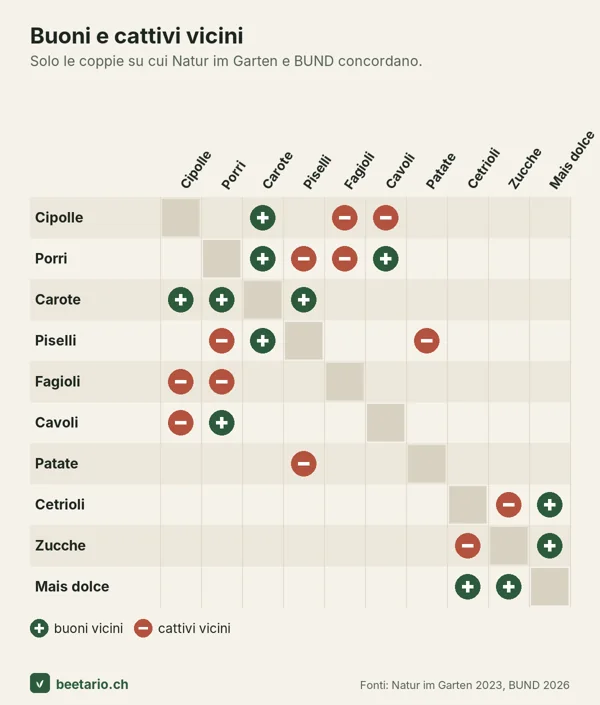 Buoni e cattivi vicini
Solo le coppie su cui Natur im Garten e BUND concordano.
Cipolle Porri Carote Piselli Fagioli Cavoli Patate Cetrioli Zucche Mais dolce
Cipolle
Porri
Carote
Piselli
Fagioli
Cavoli
Patate
Cetrioli
Zucche
Mais dolce
buoni vicini cattivi vicini
beetario.ch Fonti: Natur im Garten 2023, BUND 2026